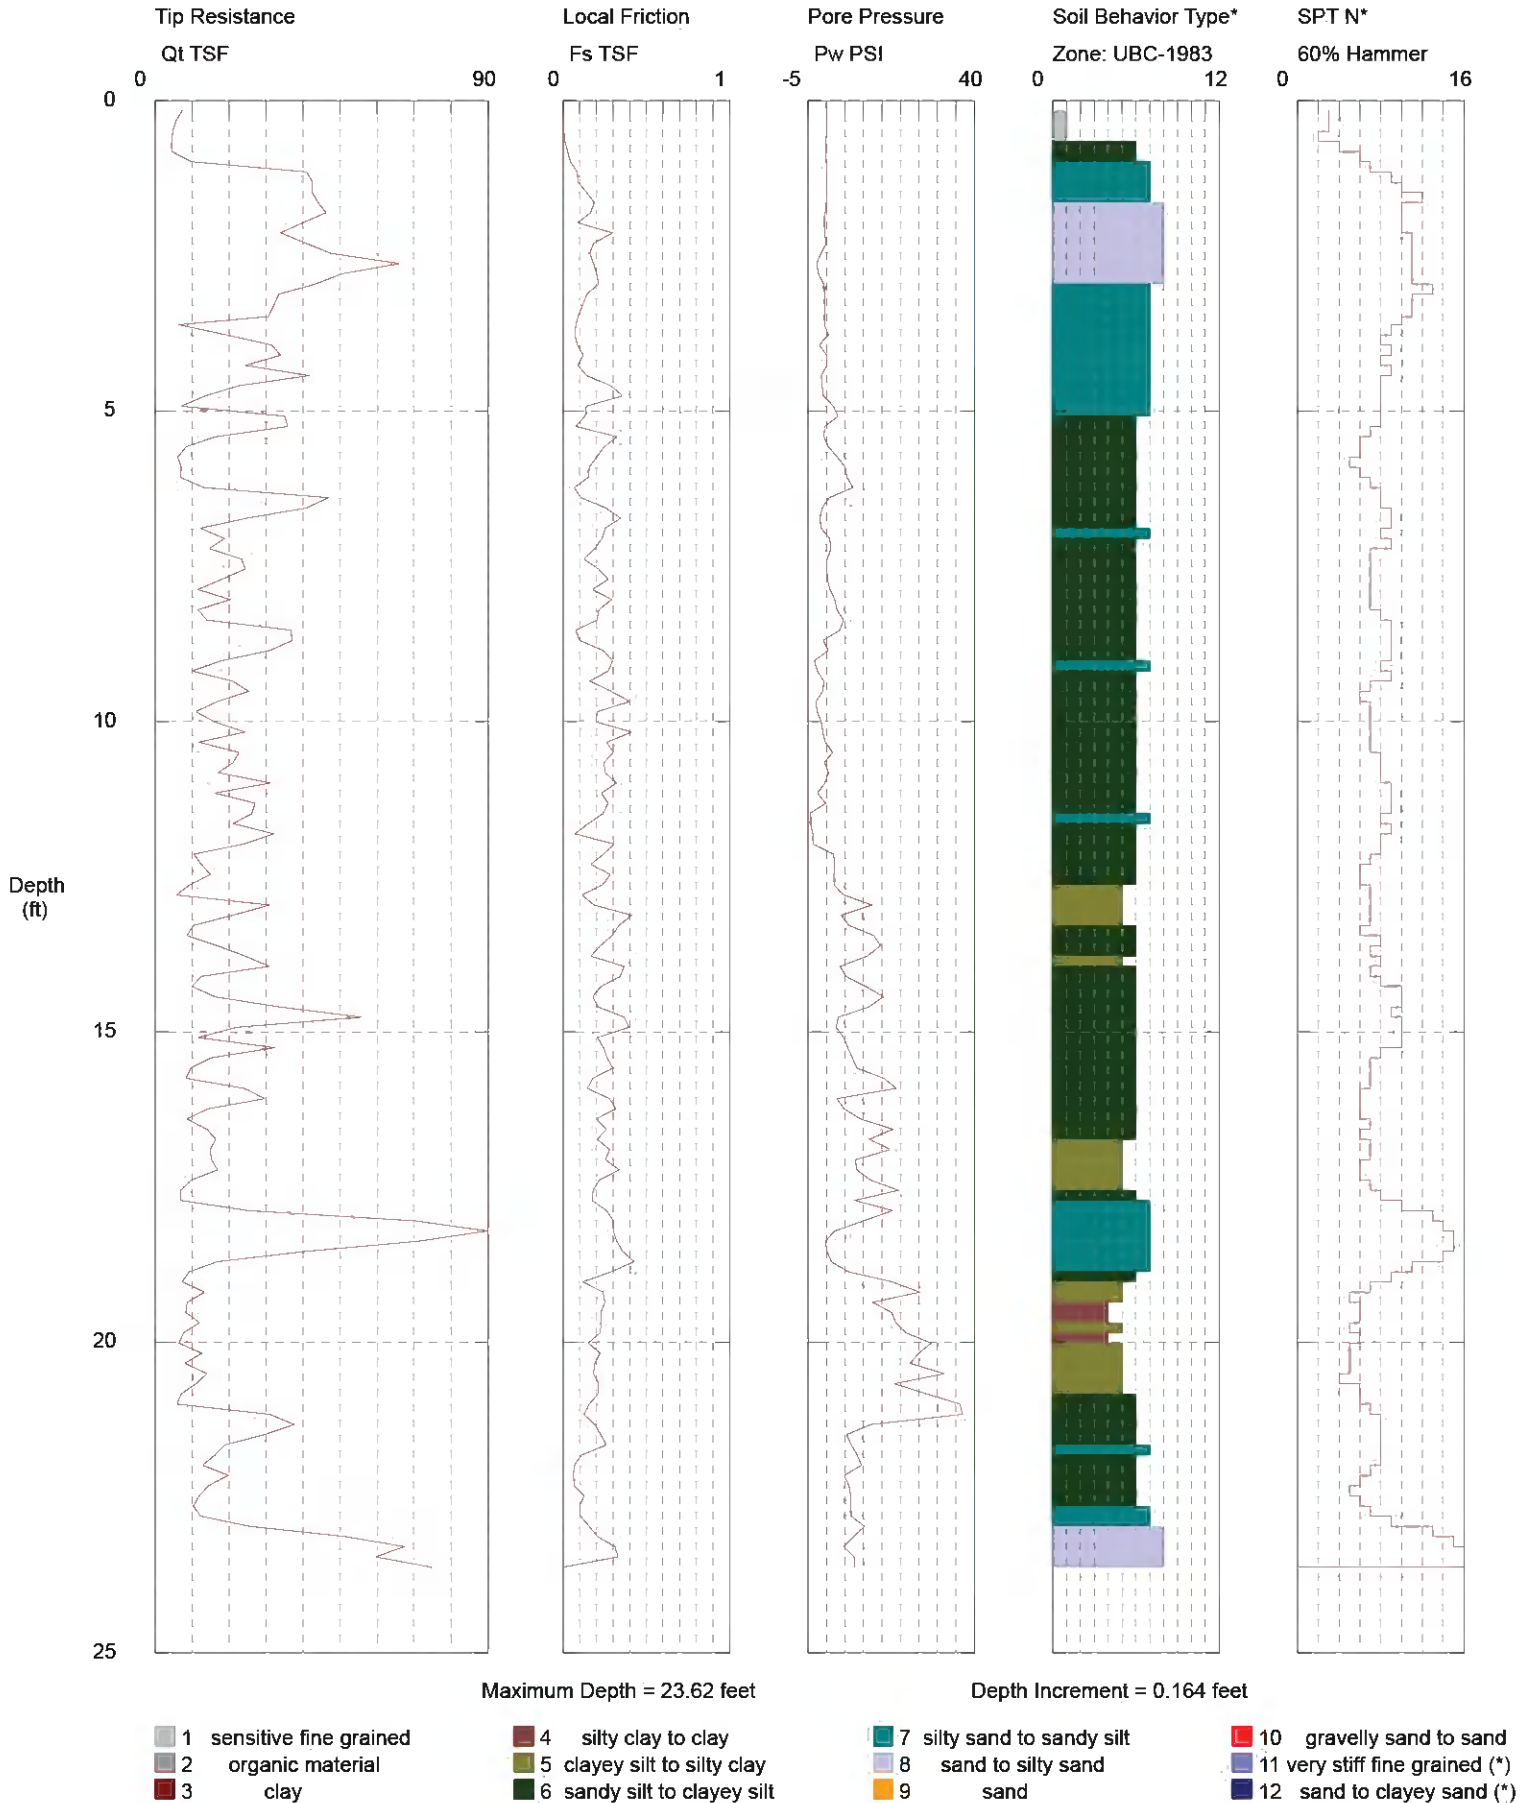 Tip Resistance Local Friction Pore Pressure Soil Behavior Type* SPT N*
Qt TSF Fs TSF Pw PSI Zone: UBC-1983 60% Hammer
0 90 0 1 -5 40 0 12 0 16
0
5
10
Depth
(ft)
15
20
25
Maximum Depth = 23.62 feet Depth Increment = 0.164 feet
1 sensitive fine grained 4 silty clay to clay 7 silty sand to sandy silt 10 gravelly sand to sand
2 organic material 5 clayey silt to silty clay 8 sand to silty sand 11 very stiff fine grained (*)
3 clay 6 sandy silt to clayey silt 9 sand 12 sand to clayey sand (*)